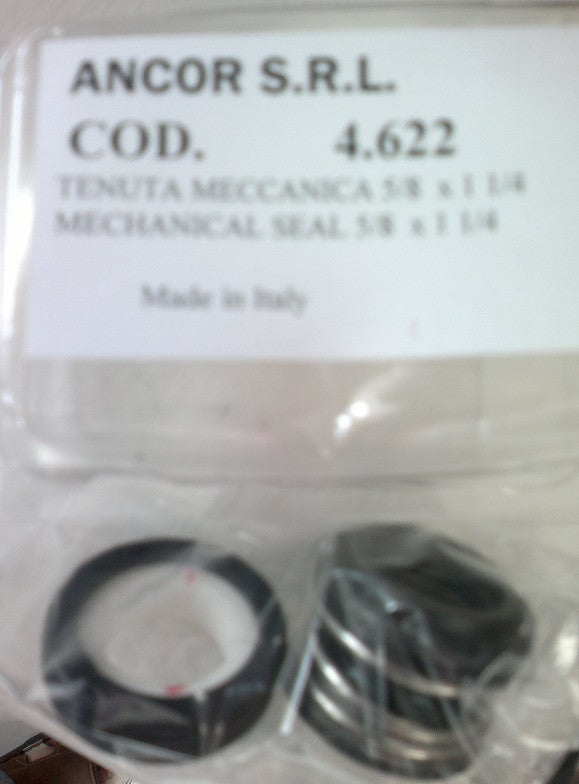 ANCOR S.R.L.
COD. 4.622
TENUTA MECCANICA 5/8 x 1 1/4
MECHANICAL SEAL 5/8 x 1 1/4
Made in Italy